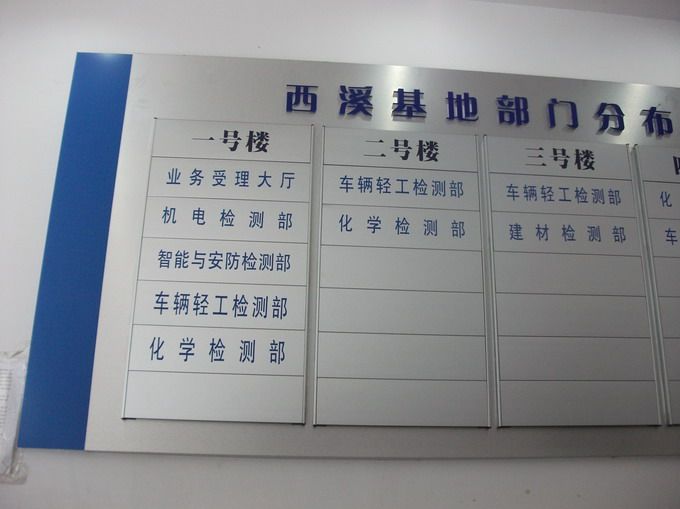 西溪基地部门分布
一号楼
业务受理大厅
机电检测部
智能与安防检测部
车辆轻工检测部
化学检测部
二号楼
车辆轻工检测部
化学检测部
三号楼
车辆轻工检测部
建材检测部
化
车